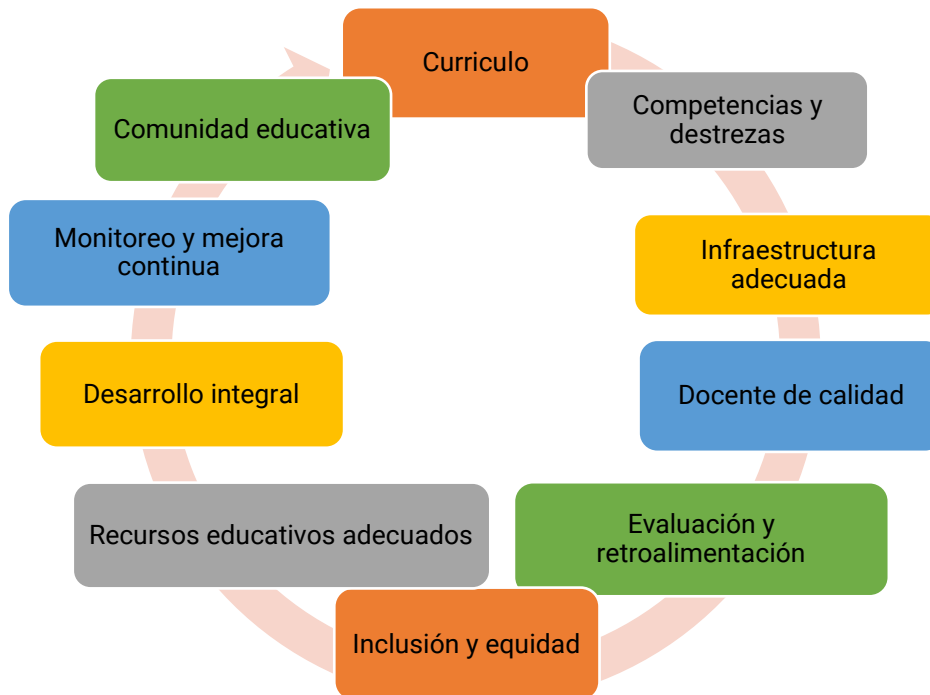 Curriculo
Competencias y
destrezas
Infraestructura
adecuada
Docente de calidad
Evaluación y
retroalimentación
Inclusión y equidad
Recursos educativos adecuados
Desarrollo integral
Monitoreo y mejora
continua
Comunidad educativa